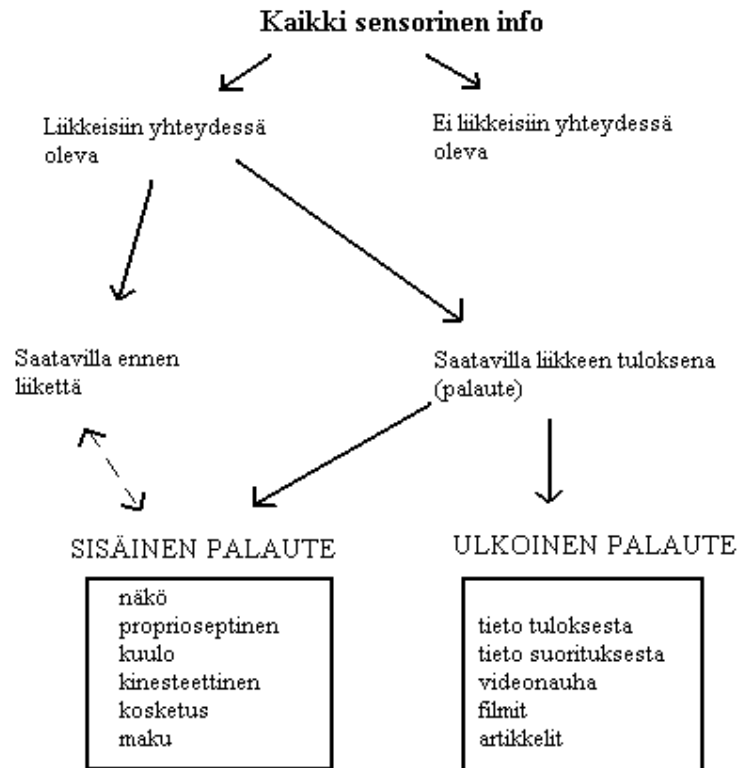 Kaikki sensorinen info
Liikkeisiin yhteydessä
oleva
Ei liikkeisiin yhteydessä
oleva
Saatavilla ennen
liikettä
Saatavilla liikkeen tuloksena
(palaute)
SISÄINEN PALAUTE
näkö
proprioseptinen
kuulo
kinesteettinen
kosketus
maku
ULKOINEN PALAUTE
tieto tuloksesta
tieto suorituksesta
videonauha
filmit
artikkelit